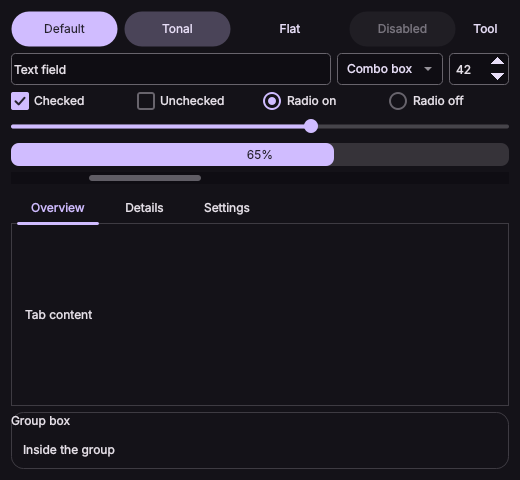 Default Tonal Flat Disabled Tool
Text field Combo box 42
Checked Unchecked Radio on Radio off
65%
Overview Details Settings
Tab content
Group box
Inside the group